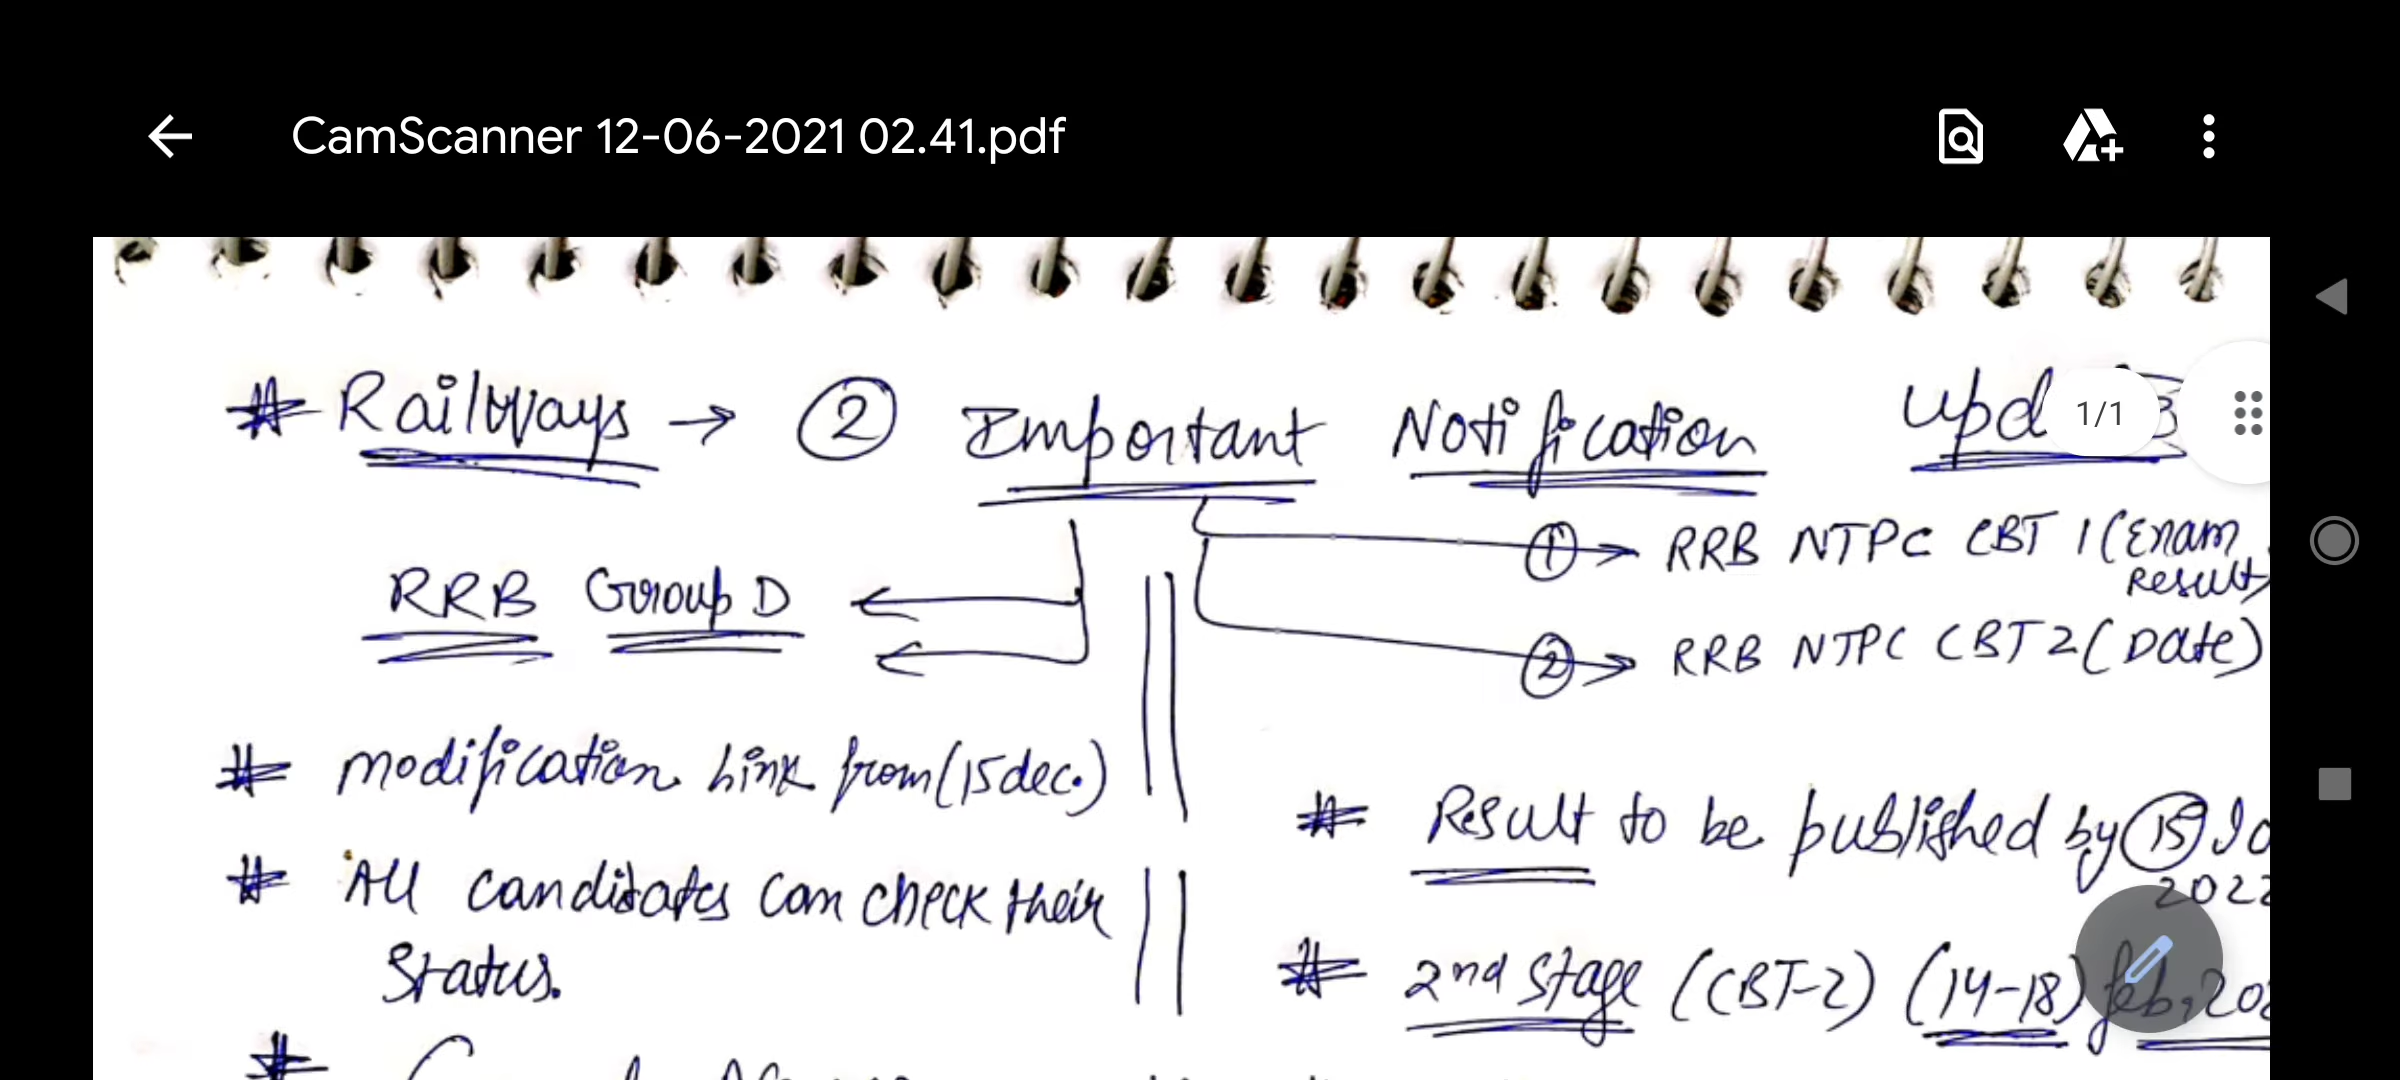 CamScanner 12-06-2021 02.41.pdf
# Railways → ② Important Notification
1/1
RRB Group D
① → RRB NTPC CBT 1 (Exam Result)
② → RRB NTPC CBT 2 (Date)
# modification Link from (15 dec.)
# All candidates can check their
Status.
# Result to be published by 15
2022
# 2nd Stage (CBT-2) (14-18) feb.